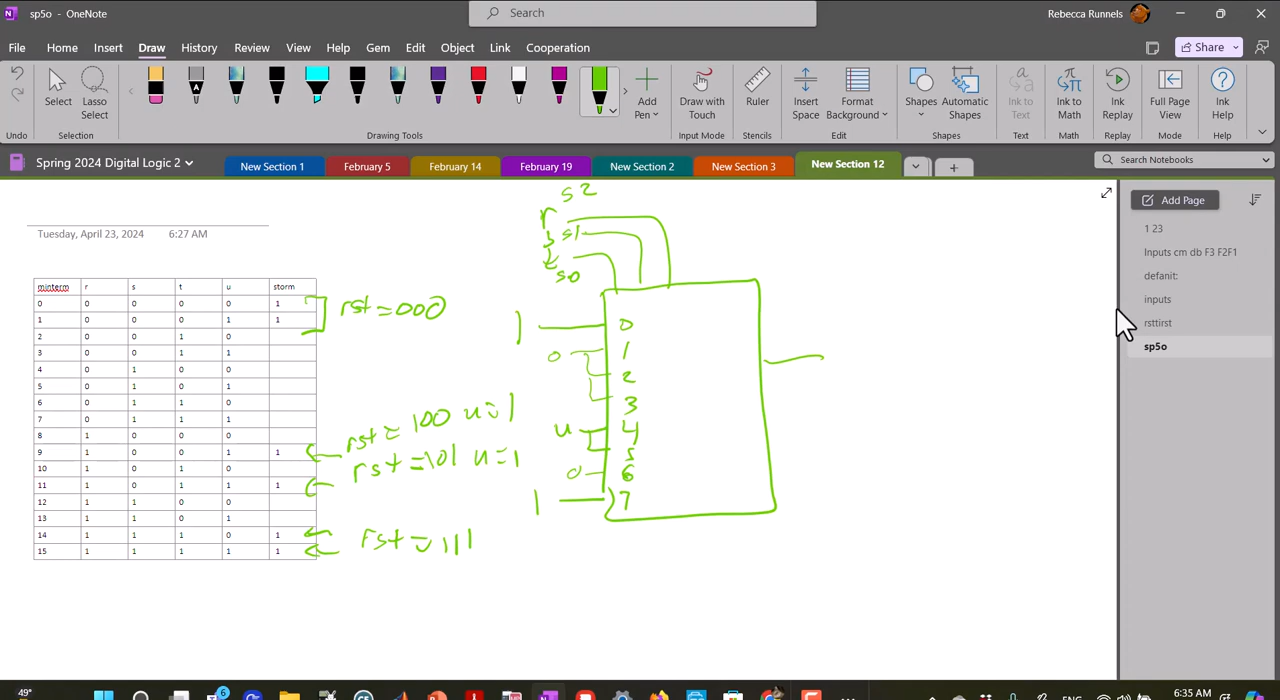 sp5o - OneNote
Search
Rebecca Runnels
File Home Insert Draw History Review View Help Gem Edit Object Link Convention Cooperation
Share
Select
Lasso Select
Add Pen
Draw with Touch
Ruler
Insert Space
Format Background
Shapes
Automatic Shapes
Ink to Text
Ink to Math
Ink Replay
Full Page View
Ink Help
Undo Selection Drawing Tools Input Mode Stencils Edit Shapes Text Math Replay Mode Help
Spring 2024 Digital Logic 2
New Section 1 February 5 February 14 February 19 New Section 2 New Section 3 New Section 12
Search Notebooks
Add Page
1 23
Inputs cm db F3 F2F1
defanit:
inputs
rsttirst
sp5o
Tuesday, April 23, 2024 6:27 AM
minterm r s t u storm
0 0 0 0 0 1
1 0 0 0 1 1
2 0 0 1 0
3 0 0 1 1
4 0 1 0 0
5 0 1 0 1
6 0 1 1 0
7 0 1 1 1
8 1 0 0 0
9 1 0 0 1 1
10 1 0 1 0
11 1 0 1 1 1
12 1 1 0 0
13 1 1 0 1
14 1 1 1 0 1
15 1 1 1 1 1
rst=000
rst=100 u=1
rst=101 u=1
rst=111
s2
r
s s1
t s0
1 0
0 1
2
3
u 4
5
0 6
1 7
49°
6
ENG
6:35 AM